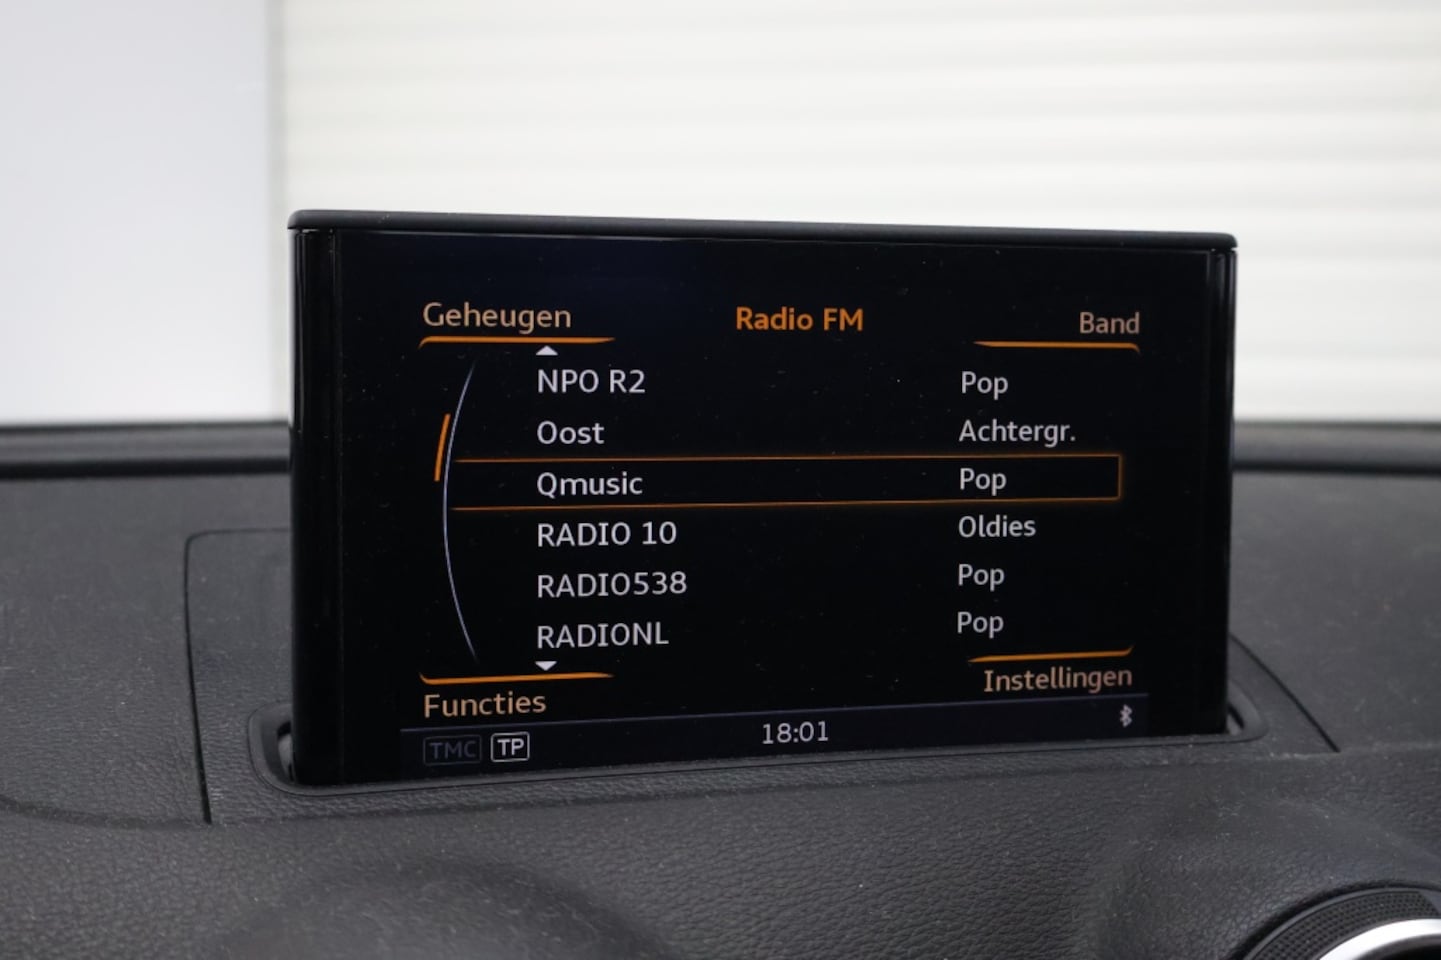 Geheugen Radio FM Band
NPO R2 Pop
Oost Achtergr.
Qmusic Pop
RADIO 10 Oldies
RADIO538 Pop
RADIONL Pop
Functies Instellingen
TMC TP 18:01